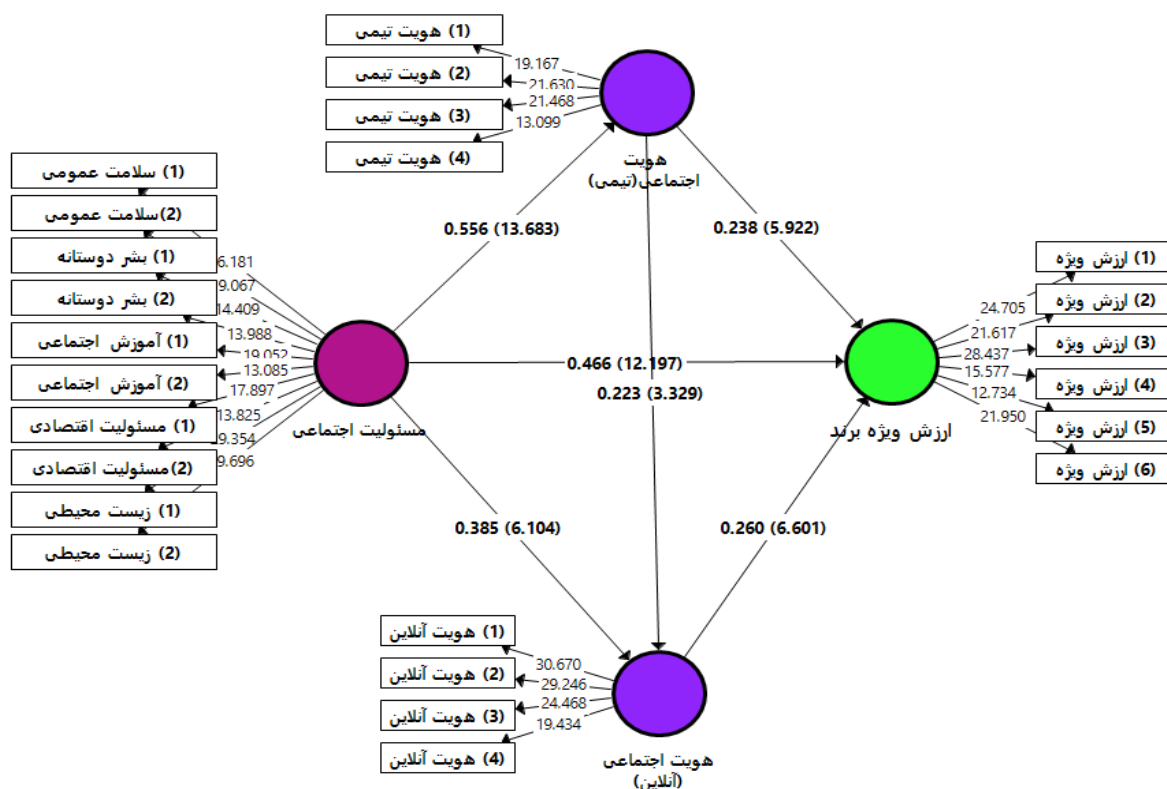 هویت تیمی (1)
هویت تیمی (2)
هویت تیمی (3)
هویت تیمی (4)
19.167
21.630
21.468
13.099
هویت
اجتماعی(تیمی)
سلامت عمومی (1)
سلامت عمومی(2)
بشر دوستانه (1)
بشر دوستانه (2)
آموزش اجتماعی (1)
آموزش اجتماعی (2)
مسئولیت اقتصادی (1)
مسئولیت اقتصادی(2)
زیست محیطی (1)
زیست محیطی (2)
6.181
9.067
14.409
13.988
19.052
13.085
17.897
13.825
9.696
مسئولیت اجتماعی
0.556 (13.683)
0.238 (5.922)
0.466 (12.197)
0.223 (3.329)
0.385 (6.104)
0.260 (6.601)
ارزش ویژه (1)
ارزش ویژه (2)
ارزش ویژه (3)
ارزش ویژه (4)
ارزش ویژه (5)
ارزش ویژه (6)
24.705
21.617
28.437
15.577
12.734
21.950
ارزش ویژه برند
هویت آنلاین (1)
هویت آنلاین (2)
هویت آنلاین (3)
هویت آنلاین (4)
30.670
29.246
24.468
19.434
هویت اجتماعی
(آنلاین)